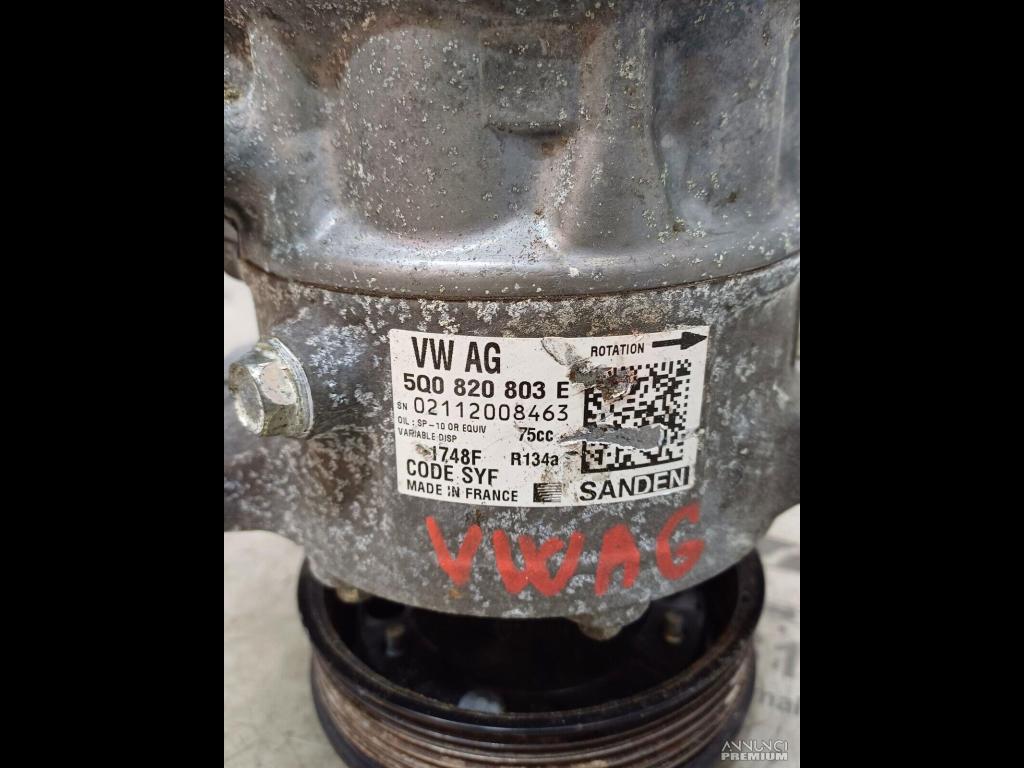 VW AG
ROTATION
5Q0 820 803 E
SN 02112008463
OIL : SP-10 OR EQUIV 75cc
VARIABLE DISP
1748F R134a
CODE SYF
MADE IN FRANCE SANDEN
VWAG
ANNUNCI
PREMIUM